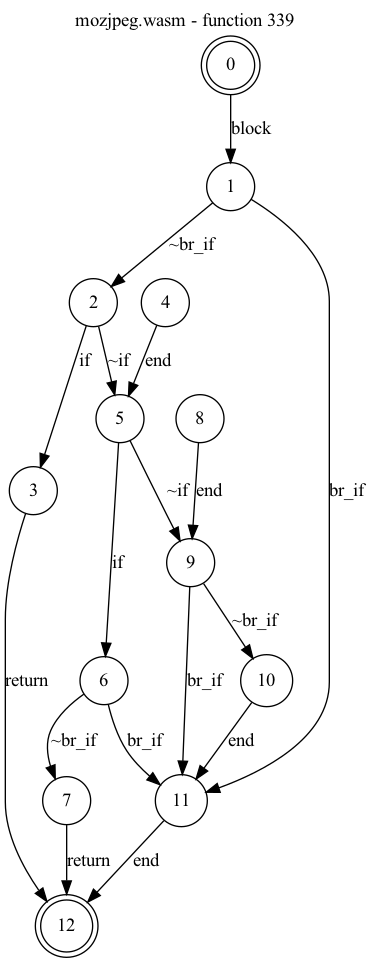 mozjpeg.wasm - function 339
0
block
1
~br_if
2
4
if
~if
end
5
8
3
~if
end
br_if
9
if
~br_if
6
10
return
br_if
~br_if
br_if
end
7
11
return
end
12